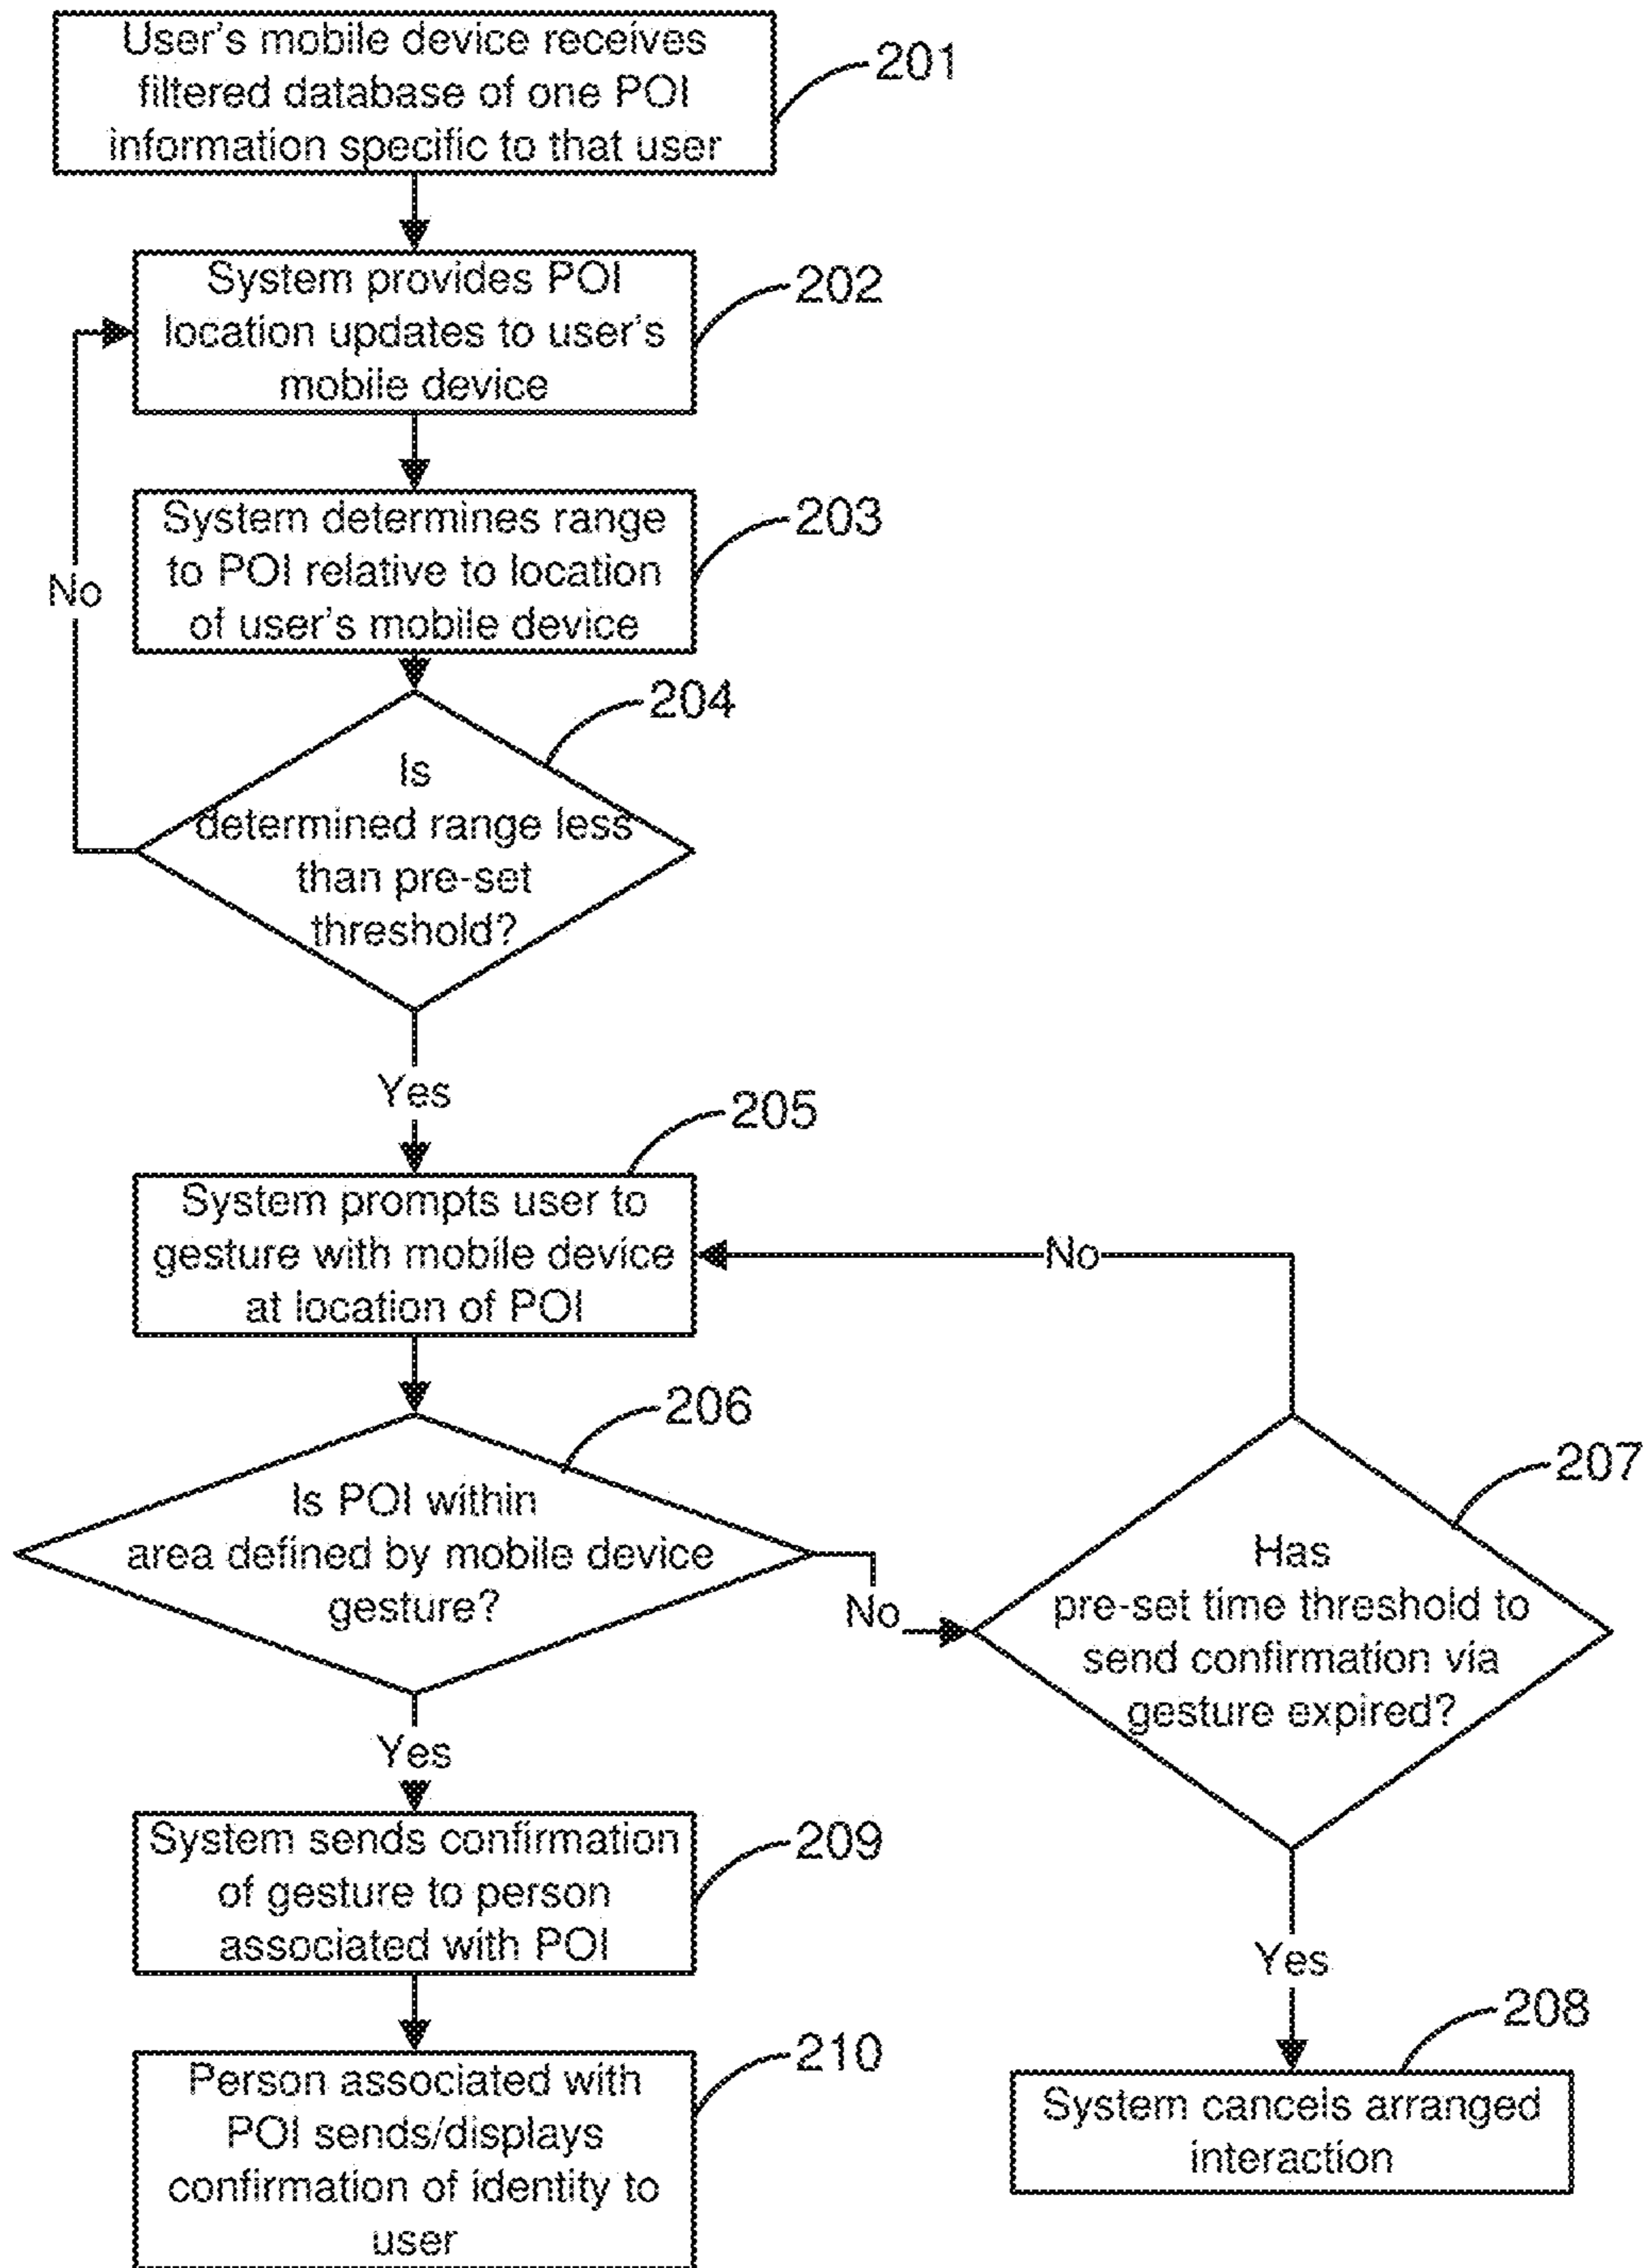 User's mobile device receives
filtered database of one POI
information specific to that user
201
System provides POI
location updates to user's
mobile device
202
System determines range
to POI relative to location
of user's mobile device
203
No
204
Is
determined range less
than pre-set
threshold?
Yes
205
System prompts user to
gesture with mobile device
at location of POI
No
206
Is POI within
area defined by mobile device
gesture?
No
207
Has
pre-set time threshold to
send confirmation via
gesture expired?
Yes
System sends confirmation
of gesture to person
associated with POI
209
Yes
208
System cancels arranged
interaction
Person associated with
POI sends/displays
confirmation of identity to
user
210